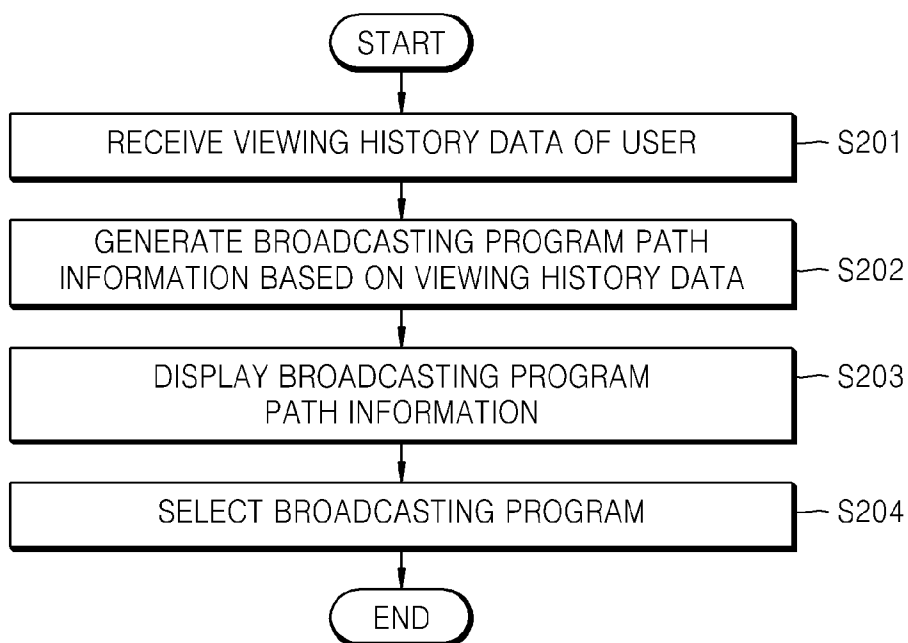 START
RECEIVE VIEWING HISTORY DATA OF USER
S201
GENERATE BROADCASTING PROGRAM PATH
INFORMATION BASED ON VIEWING HISTORY DATA
S202
DISPLAY BROADCASTING PROGRAM
PATH INFORMATION
S203
SELECT BROADCASTING PROGRAM
S204
END